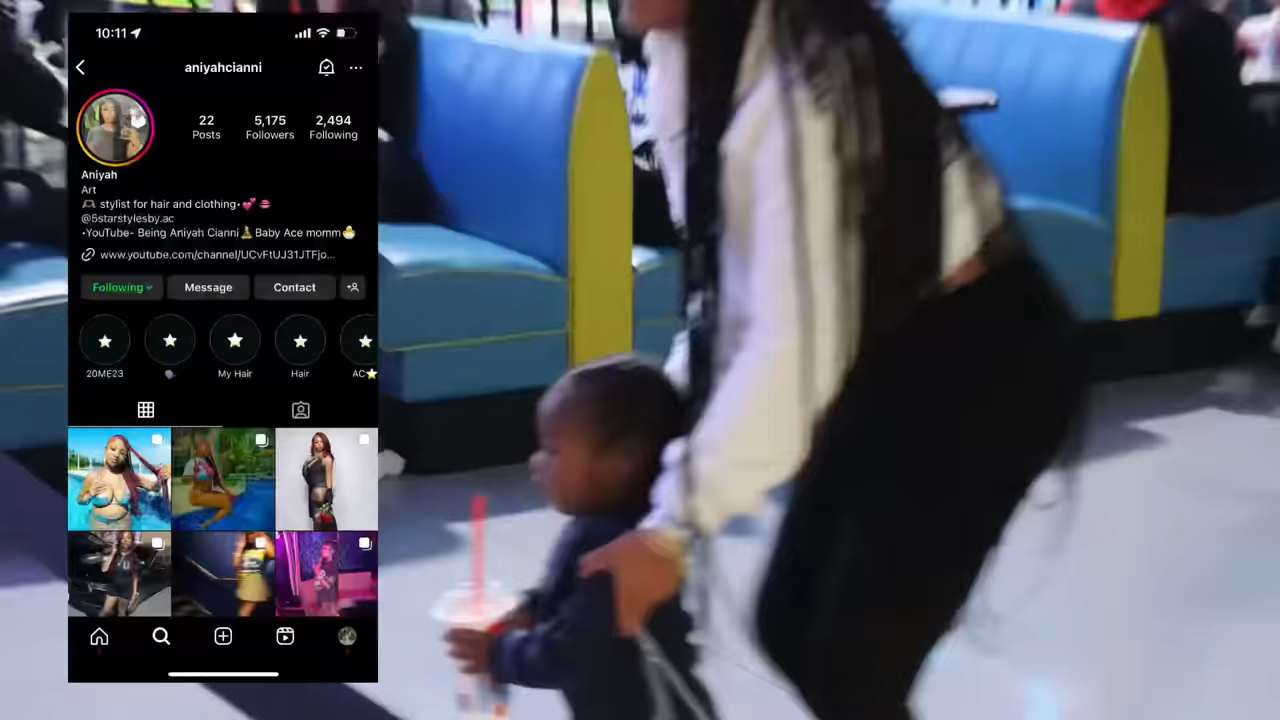 10:11
aniyahcianni
22 5,175 2,494
Posts Followers Following
Aniyah
Art
🫶🏾 stylist for hair and clothing•💕👄
@5starstylesby.ac
•YouTube- Being Aniyah Cianni🧸Baby Ace momm🐣
www.youtube.com/channel/UCvFtUJ31JTFjo...
Following Message Contact
20ME23 My Hair Hair AC⭐